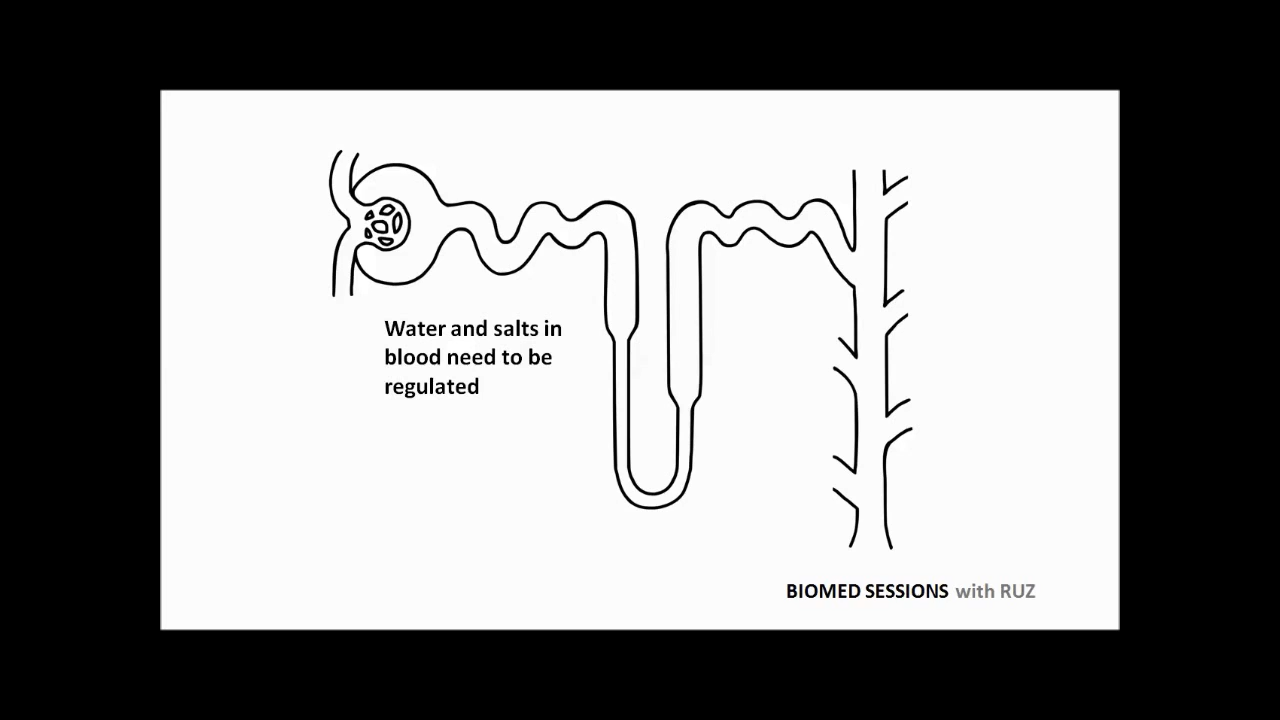 Water and salts in
blood need to be
regulated
BIOMED SESSIONS with RUZ